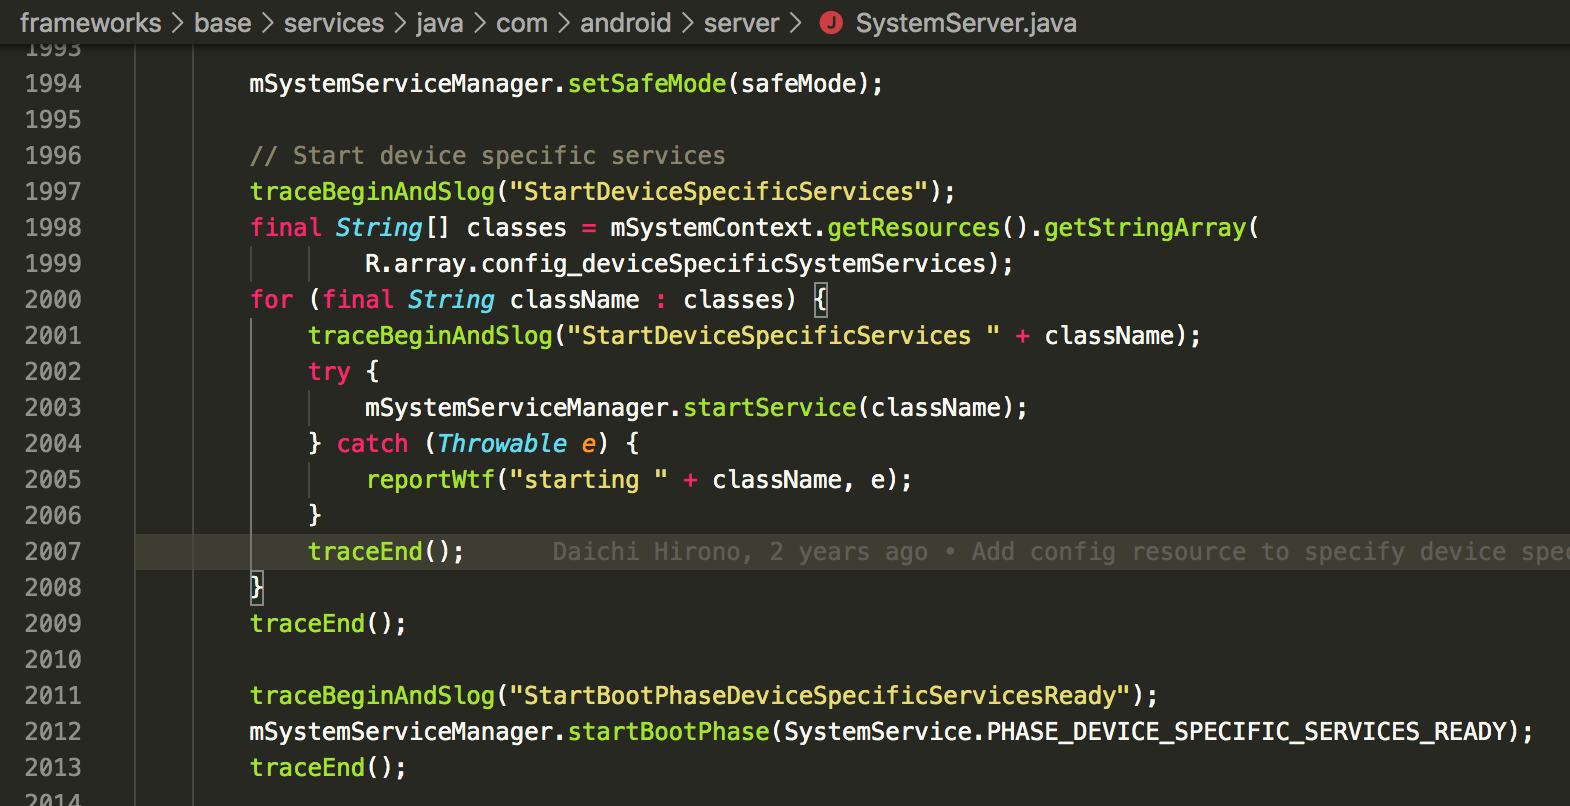 frameworks > base > services > java > com > android > server > J SystemServer.java
1993
1994 mSystemServiceManager.setSafeMode(safeMode);
1995
1996 // Start device specific services
1997 traceBeginAndSlog("StartDeviceSpecificServices");
1998 final String[] classes = mSystemContext.getResources().getStringArray(
1999 R.array.config_deviceSpecificSystemServices);
2000 for (final String className : classes) {
2001 traceBeginAndSlog("StartDeviceSpecificServices " + className);
2002 try {
2003 mSystemServiceManager.startService(className);
2004 } catch (Throwable e) {
2005 reportWtf("starting " + className, e);
2006 }
2007 traceEnd(); Daichi Hirono, 2 years ago • Add config resource to specify device spec
2008 }
2009 traceEnd();
2010
2011 traceBeginAndSlog("StartBootPhaseDeviceSpecificServicesReady");
2012 mSystemServiceManager.startBootPhase(SystemService.PHASE_DEVICE_SPECIFIC_SERVICES_READY);
2013 traceEnd();
2014